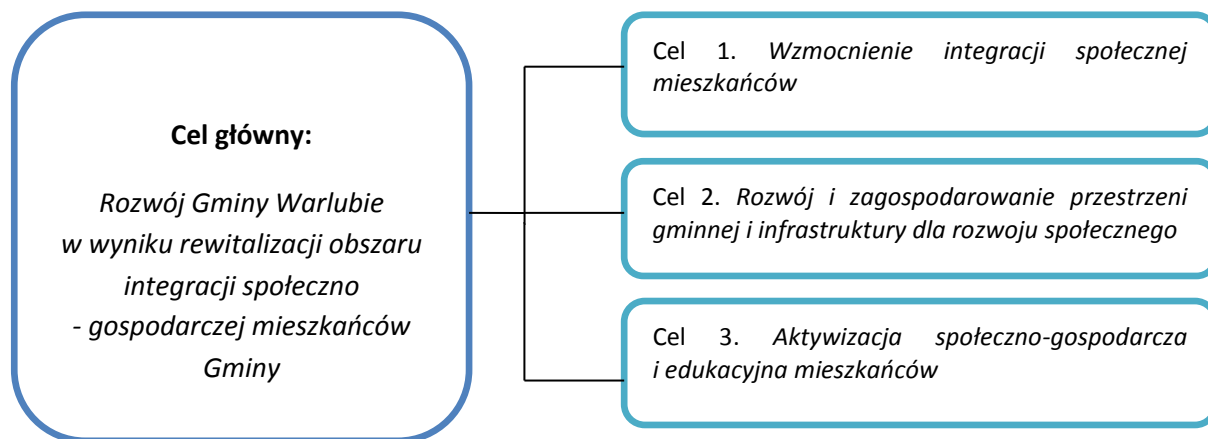 Cel główny:
Rozwój Gminy Warlubie
w wyniku rewitalizacji obszaru
integracji społeczno
- gospodarczej mieszkańców
Gminy
Cel 1. Wzmocnienie integracji społecznej
mieszkańców
Cel 2. Rozwój i zagospodarowanie przestrzeni
gminnej i infrastruktury dla rozwoju społecznego
Cel 3. Aktywizacja społeczno-gospodarcza
i edukacyjna mieszkańców